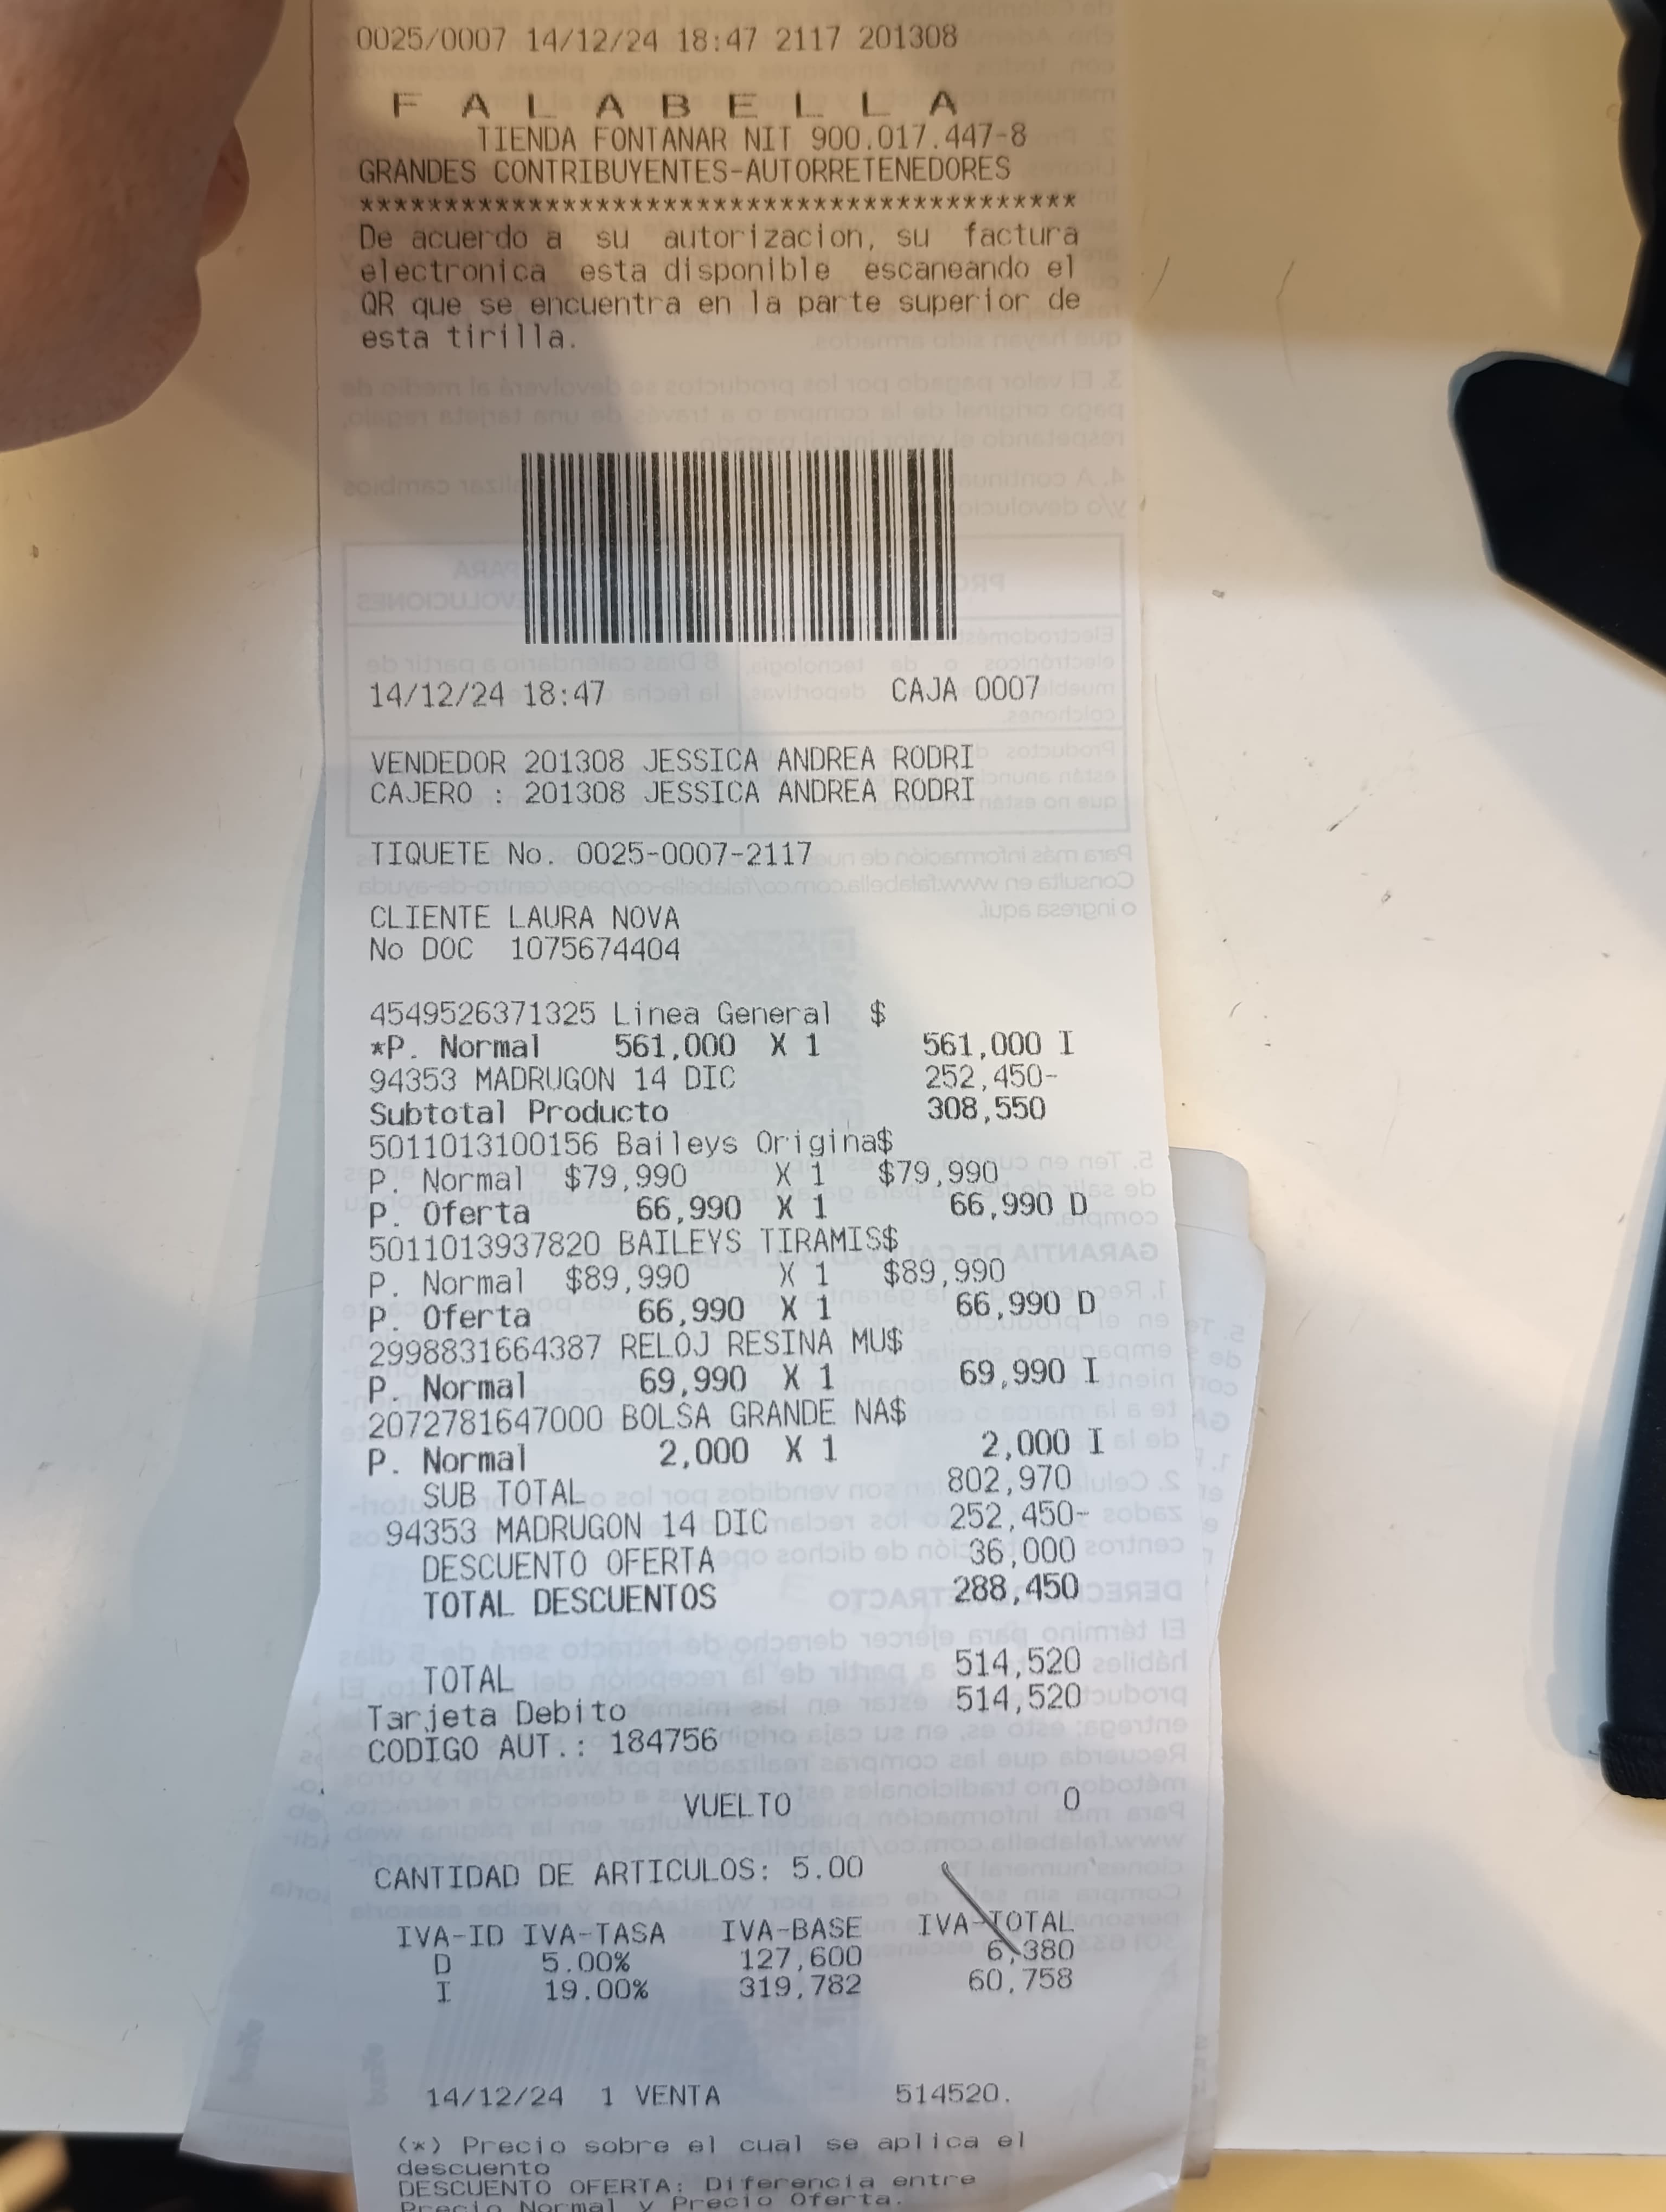 0025/0007 14/12/24 18:47 2117 201308
F A L A B E L L A
TIENDA FONTANAR NIT 900.017.447-8
GRANDES CONTRIBUYENTES-AUTORRETENEDORES
******************************************
De acuerdo a su autorizacion, su factura
electronica esta disponible escaneando el
QR que se encuentra en la parte superior de
esta tirilla.
14/12/24 18:47 CAJA 0007
VENDEDOR 201308 JESSICA ANDREA RODRI
CAJERO : 201308 JESSICA ANDREA RODRI
TIQUETE No. 0025-0007-2117
CLIENTE LAURA NOVA
No DOC 1075674404
4549526371325 Linea General $
*P. Normal 561,000 X 1 561,000 I
94353 MADRUGON 14 DIC 252,450-
Subtotal Producto 308,550
5011013100156 Baileys Origina$
P. Normal $79,990 X 1 $79,990
P. Oferta 66,990 X 1 66,990 D
5011013937820 BAILEYS TIRAMIS$
P. Normal $89,990 X 1 $89,990
P. Oferta 66,990 X 1 66,990 D
2998831664387 RELOJ RESINA MU$
P. Normal 69,990 X 1 69,990 I
2072781647000 BOLSA GRANDE NA$
P. Normal 2,000 X 1 2,000 I
SUB TOTAL 802,970
94353 MADRUGON 14 DIC 252,450-
DESCUENTO OFERTA 36,000
TOTAL DESCUENTOS 288,450
TOTAL 514,520
Tarjeta Debito 514,520
CODIGO AUT.: 184756
VUELTO 0
CANTIDAD DE ARTICULOS: 5.00
IVA-ID IVA-TASA IVA-BASE IVA-TOTAL
D 5.00% 127,600 6,380
I 19.00% 319,782 60,758
14/12/24 1 VENTA 514520.
(*) Precio sobre el cual se aplica el
descuento
DESCUENTO OFERTA: Diferencia entre
Precio Normal y Precio Oferta.